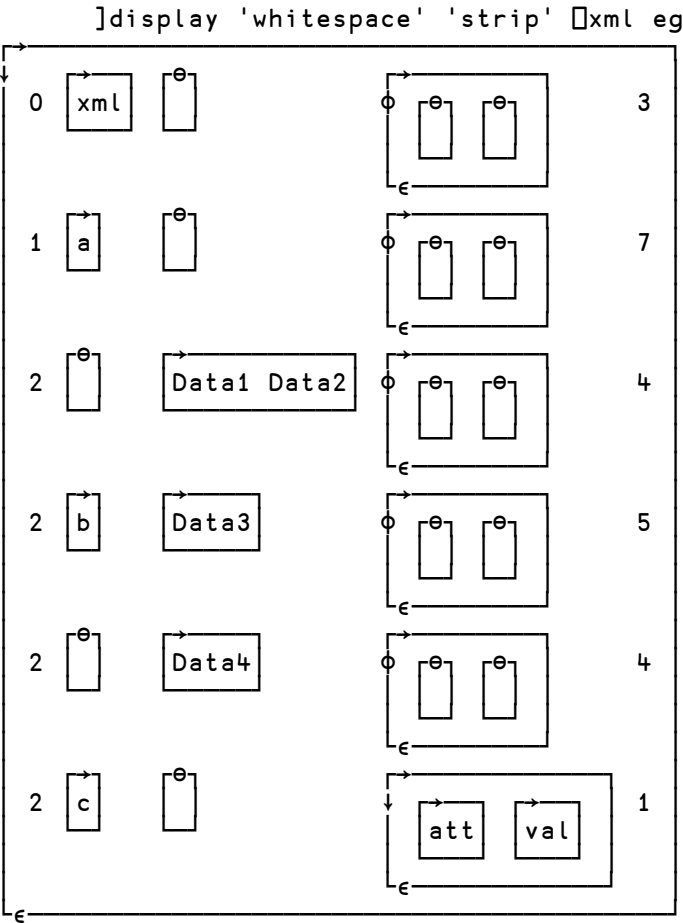 ]display 'whitespace' 'strip' ⎕xml eg
0 xml 3
1 a 7
2 Data1 Data2 4
2 b Data3 5
2 Data4 4
2 c 1
att val